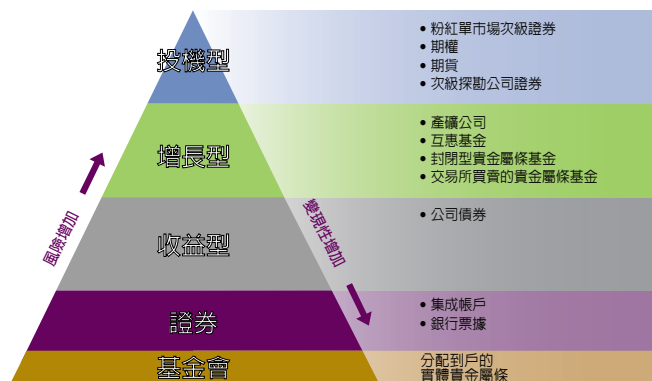 投機型
• 粉紅單市場次級證券
• 期權
• 期貨
• 次級探勘公司證券
增長型
• 產礦公司
• 互惠基金
• 封閉型貴金屬條基金
• 交易所買賣的貴金屬條基金
風險增加
變現性增加
收益型
• 公司債券
證券
• 集成帳戶
• 銀行票據
基金會
分配到戶的
實體貴金屬條